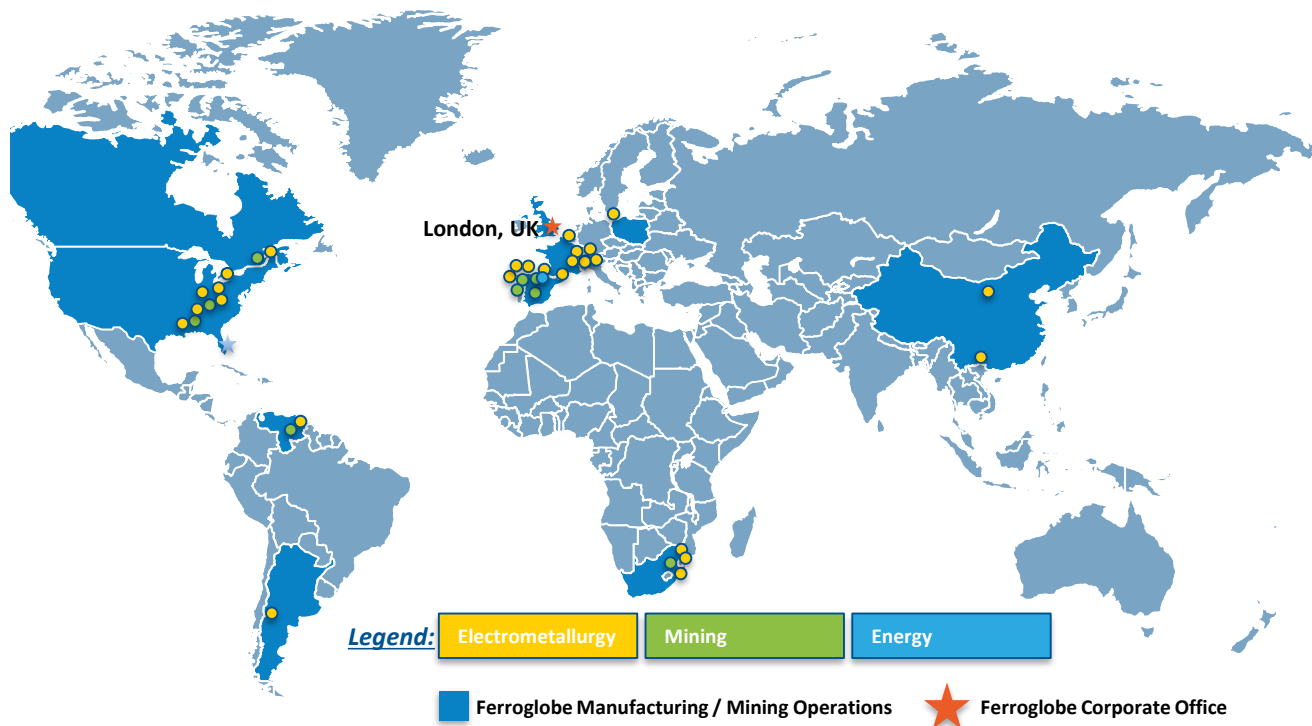 London, UK
Legend:
Electrometallurgy
Mining
Energy
Ferroglobe Manufacturing / Mining Operations
Ferroglobe Corporate Office